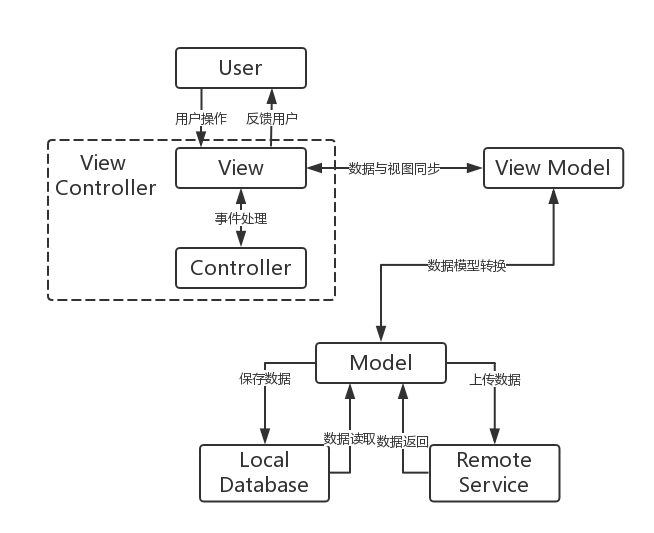 User
用户操作
反馈用户
View
Controller
View
数据与视图同步
View Model
事件处理
Controller
数据模型转换
Model
保存数据
上传数据
数据读取
数据返回
Local
Database
Remote
Service